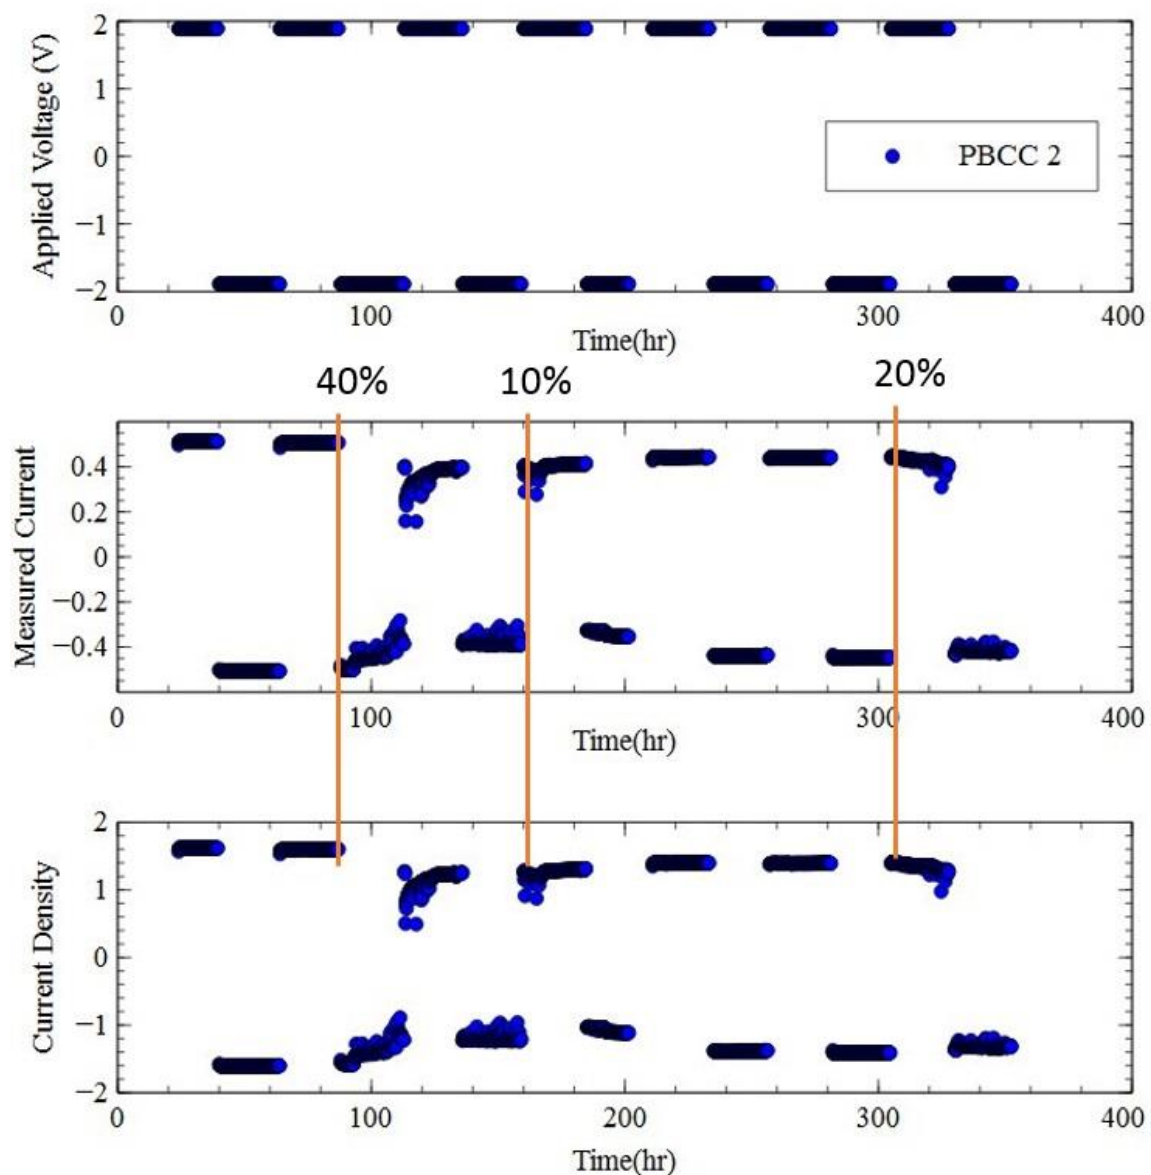 2
1
0
−1
−2
Applied Voltage (V)
PBCC 2
0 100 300 400
Time(hr)
40% 10% 20%
0.4
0.2
0
−0.2
−0.4
Measured Current
0 100 300 400
Time(hr)
2
1
0
−1
−2
Current Density
0 100 200 300 400
Time(hr)